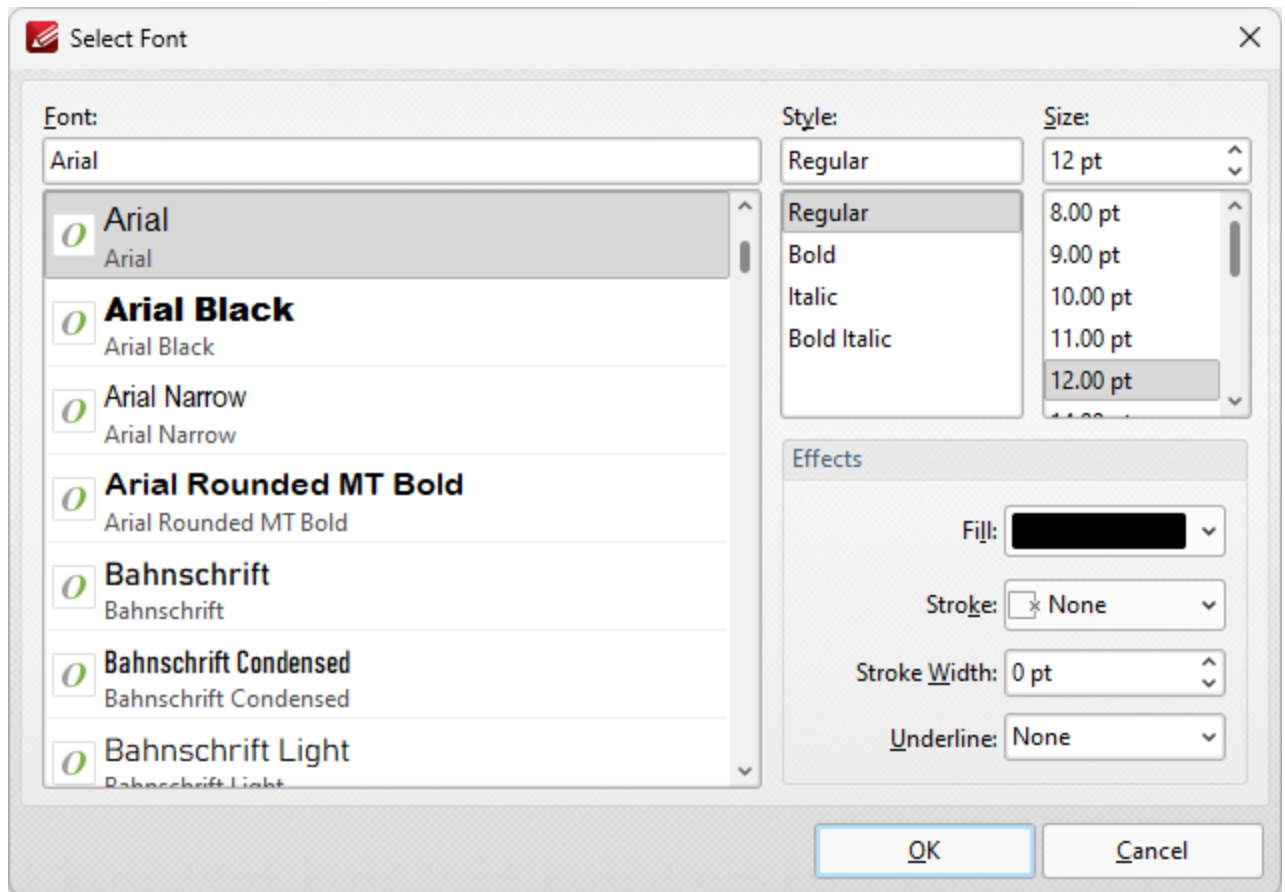 Select Font
Font:
Arial
Arial
Arial
Arial Black
Arial Black
Arial Narrow
Arial Narrow
Arial Rounded MT Bold
Arial Rounded MT Bold
Bahnschrift
Bahnschrift
Bahnschrift Condensed
Bahnschrift Condensed
Bahnschrift Light
Bahnschrift Light
Style:
Regular
Regular
Bold
Italic
Bold Italic
Size:
12 pt
8.00 pt
9.00 pt
10.00 pt
11.00 pt
12.00 pt
Effects
Fill:
Stroke: None
Stroke Width: 0 pt
Underline: None
OK
Cancel